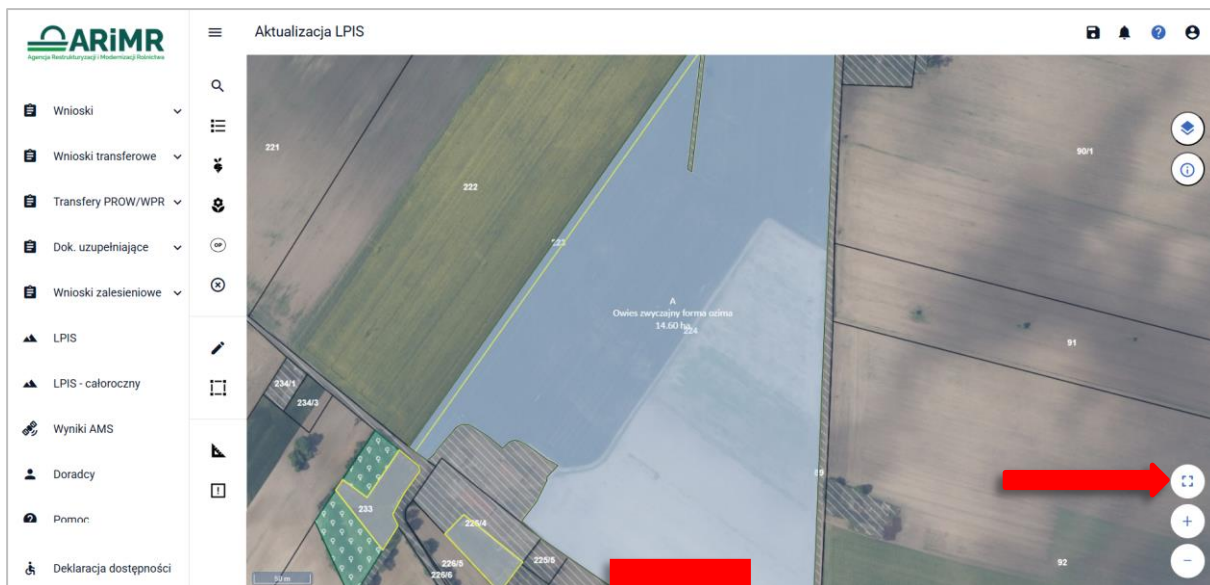 ARiMR
Agencja Restrukturyzacji i Modernizacji Rolnictwa
Aktualizacja LPIS
Wnioski
Wnioski transferowe
Transfery PROW/WPR
Dok. uzupełniające
Wnioski zalesieniowe
LPIS
LPIS - całoroczny
Wyniki AMS
Doradcy
Pomoc
Deklaracja dostępności
OP
221
222
223
A
Owies zwyczajny forma ozima
14.60 ha
224
90/1
91
89
92
234/1
234/3
233
226/4
226/5
226/6
225/5
50 m